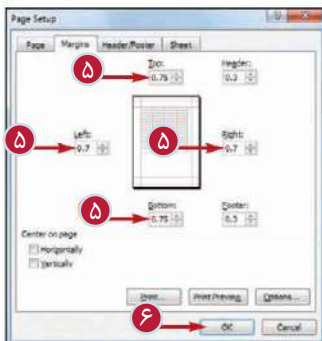 Page Setup
Page Margins Header/Footer Sheet
Top: Header:
۵ 0.75 0.3
Left: Right:
۵ 0.7 ۵ 0.7
Bottom: Footer:
۵ 0.75 0.3
Center on page
Horizontally
Vertically
Print... Print Preview Options...
۶ OK Cancel